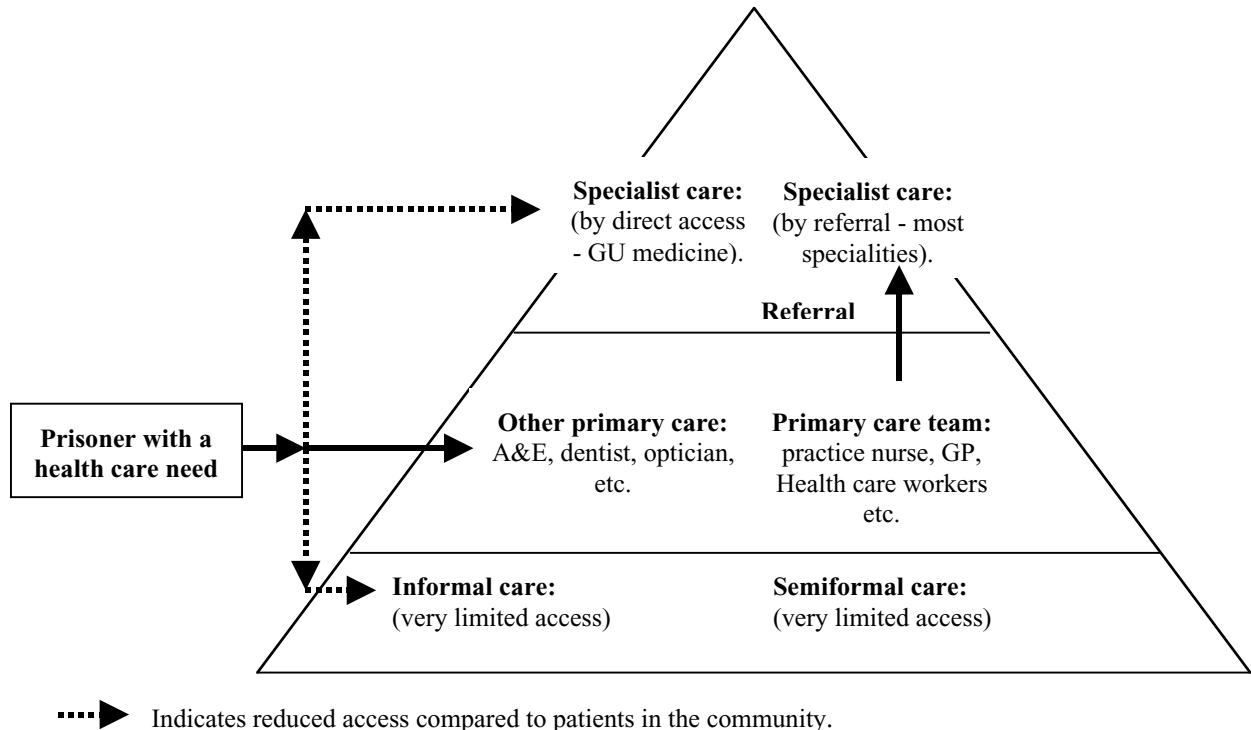 Specialist care:
(by direct access
- GU medicine).
Specialist care:
(by referral - most
specialities).
Referral
Prisoner with a
health care need
Other primary care:
A&E, dentist, optician,
etc.
Primary care team:
practice nurse, GP,
Health care workers
etc.
Informal care:
(very limited access)
Semiformal care:
(very limited access)
Indicates reduced access compared to patients in the community.